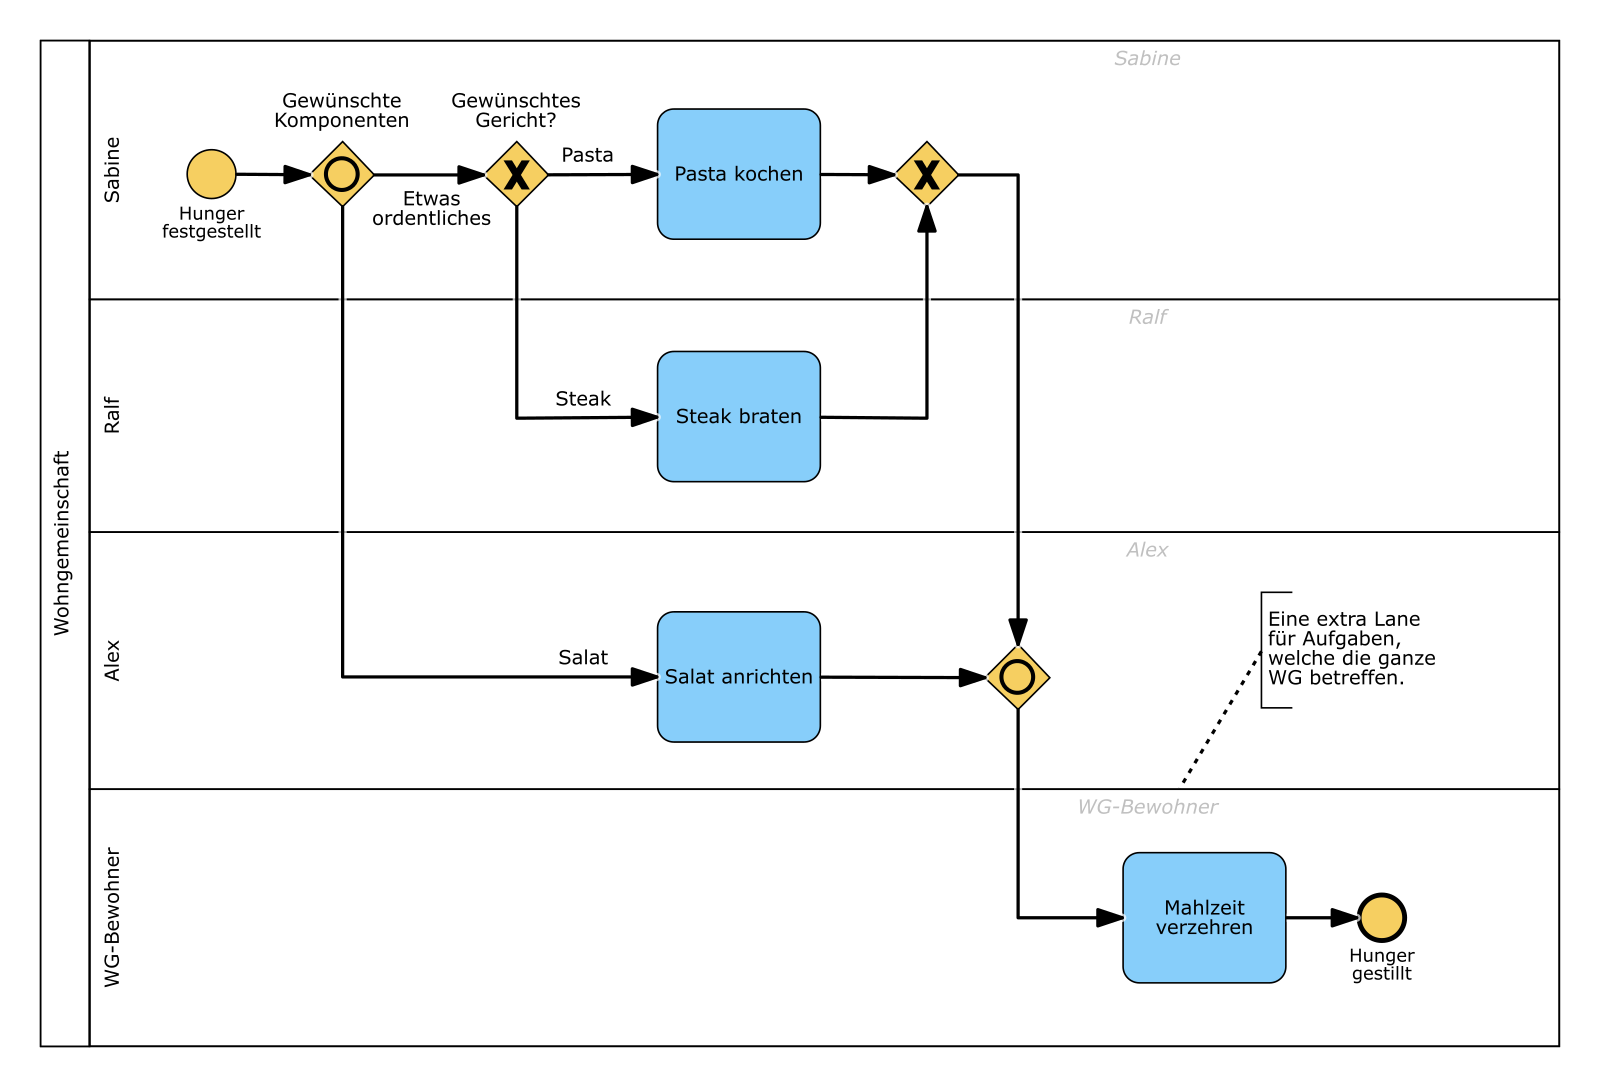 Wohngemeinschaft
Sabine
Sabine
Gewünschte
Komponenten
Gewünschtes
Gericht?
Hunger
festgestellt
Etwas
ordentliches
Pasta
X
Pasta kochen
X
Ralf
Ralf
Steak
Steak braten
Alex
Alex
Salat
Salat anrichten
Eine extra Lane
für Aufgaben,
welche die ganze
WG betreffen.
WG-Bewohner
WG-Bewohner
Mahlzeit
verzehren
Hunger
gestillt